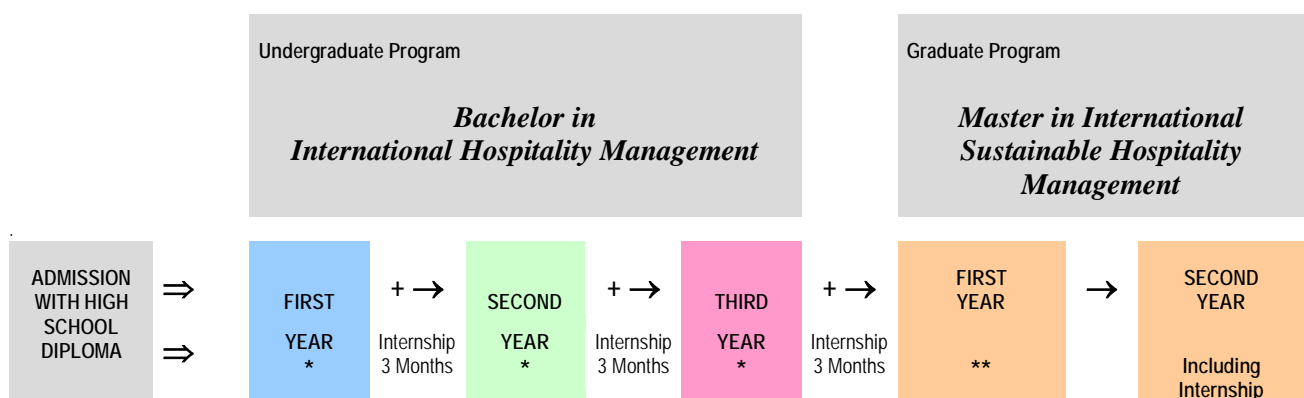 Undergraduate Program
Bachelor in
International Hospitality Management
Graduate Program
Master in International
Sustainable Hospitality
Management
.
ADMISSION
WITH HIGH
SCHOOL
DIPLOMA
⇒
⇒
FIRST
YEAR
*
+ →
Internship
3 Months
SECOND
YEAR
*
+ →
Internship
3 Months
THIRD
YEAR
*
+ →
Internship
3 Months
FIRST
YEAR
**
→
SECOND
YEAR
Including
Internship